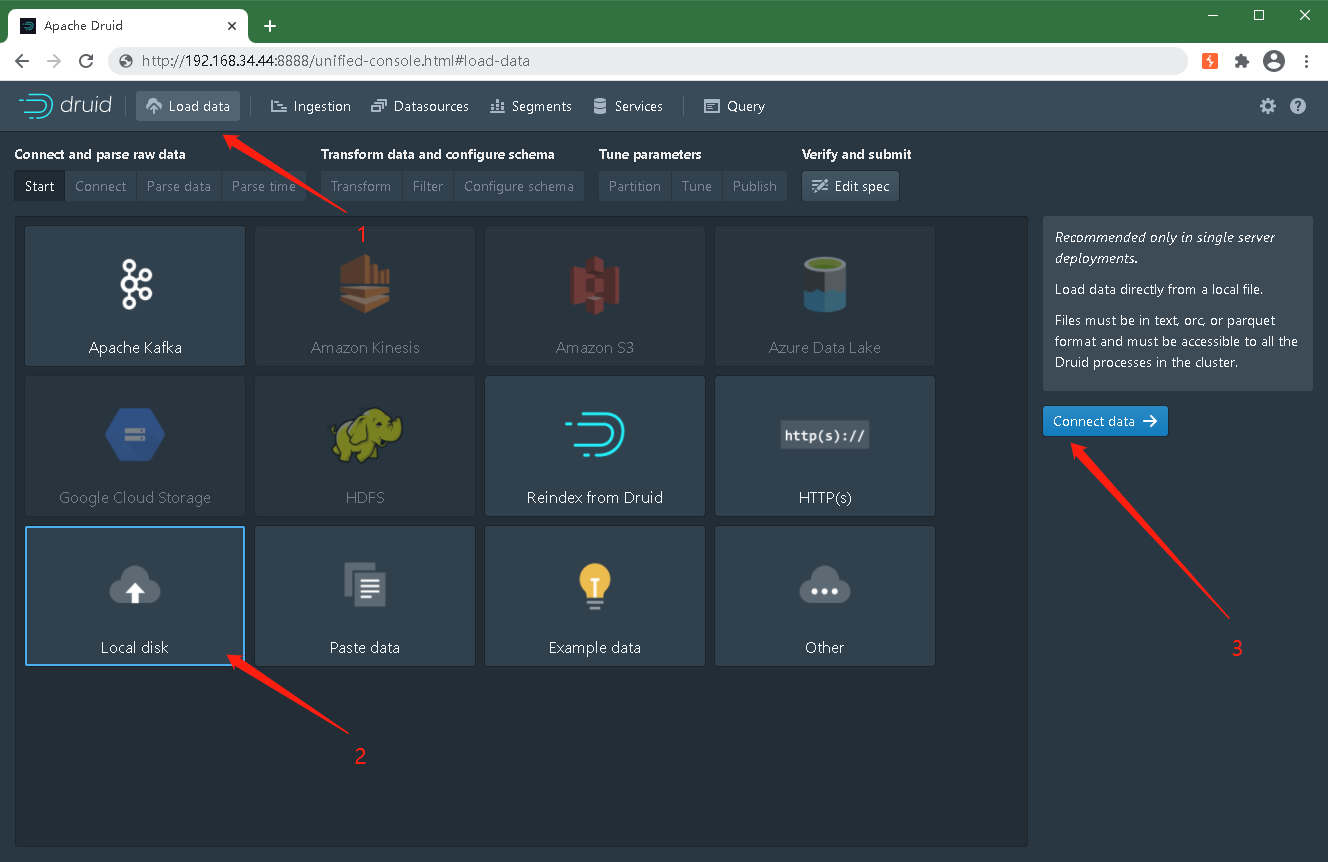 Apache Druid
http://192.168.34.44:8888/unified-console.html#load-data
druid Load data Ingestion Datasources Segments Services Query
Connect and parse raw data Transform data and configure schema Tune parameters Verify and submit
Start Connect Parse data Parse time Transform Filter Configure schema Partition Tune Publish Edit spec
1
Apache Kafka Amazon Kinesis Amazon S3 Azure Data Lake
Google Cloud Storage HDFS Reindex from Druid http(s):// HTTP(s)
Local disk Paste data Example data Other
2
Recommended only in single server
deployments.
Load data directly from a local file.
Files must be in text, orc, or parquet
format and must be accessible to all the
Druid processes in the cluster.
Connect data
3